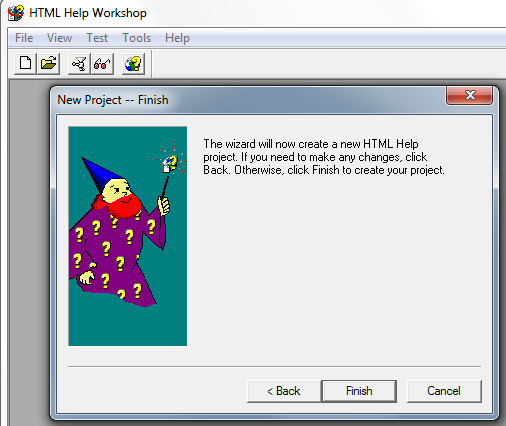 HTML Help Workshop
File View Test Tools Help
New Project -- Finish
The wizard will now create a new HTML Help
project. If you need to make any changes, click
Back. Otherwise, click Finish to create your project.
< Back Finish Cancel